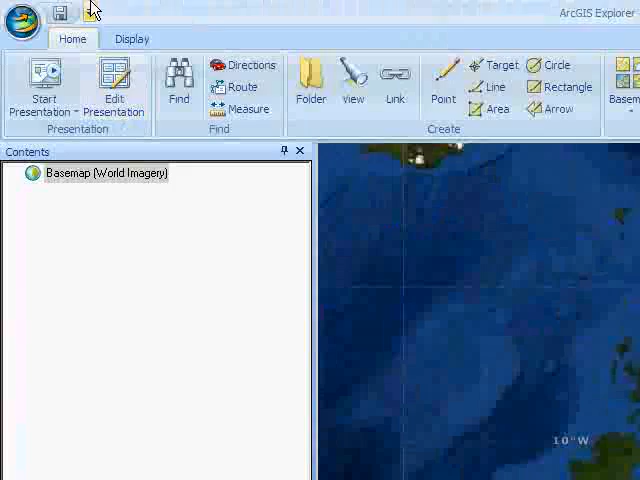 ArcGIS Explorer
Home Display
Start Presentation
Edit Presentation
Presentation
Find
Directions
Route
Measure
Find
Folder
View
Link
Point
Target
Line
Area
Circle
Rectangle
Arrow
Create
Basem
Contents
Basemap (World Imagery)
10°W